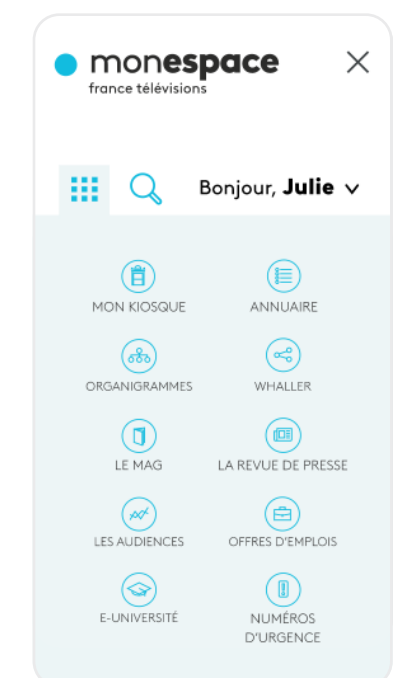 monespace
france télévisions
Bonjour, Julie
MON KIOSQUE
ANNUAIRE
ORGANIGRAMMES
WHALLER
LE MAG
LA REVUE DE PRESSE
LES AUDIENCES
OFFRES D'EMPLOIS
E-UNIVERSITÉ
NUMÉROS
D'URGENCE